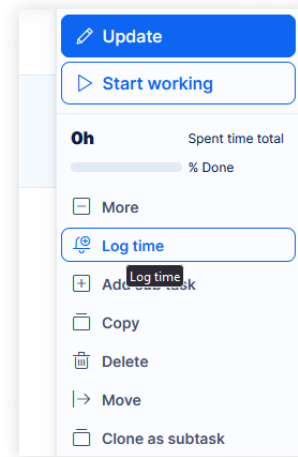 Update
Start working
0h Spent time total
% Done
More
Log time
Log time
Add sub task
Copy
Delete
Move
Clone as subtask